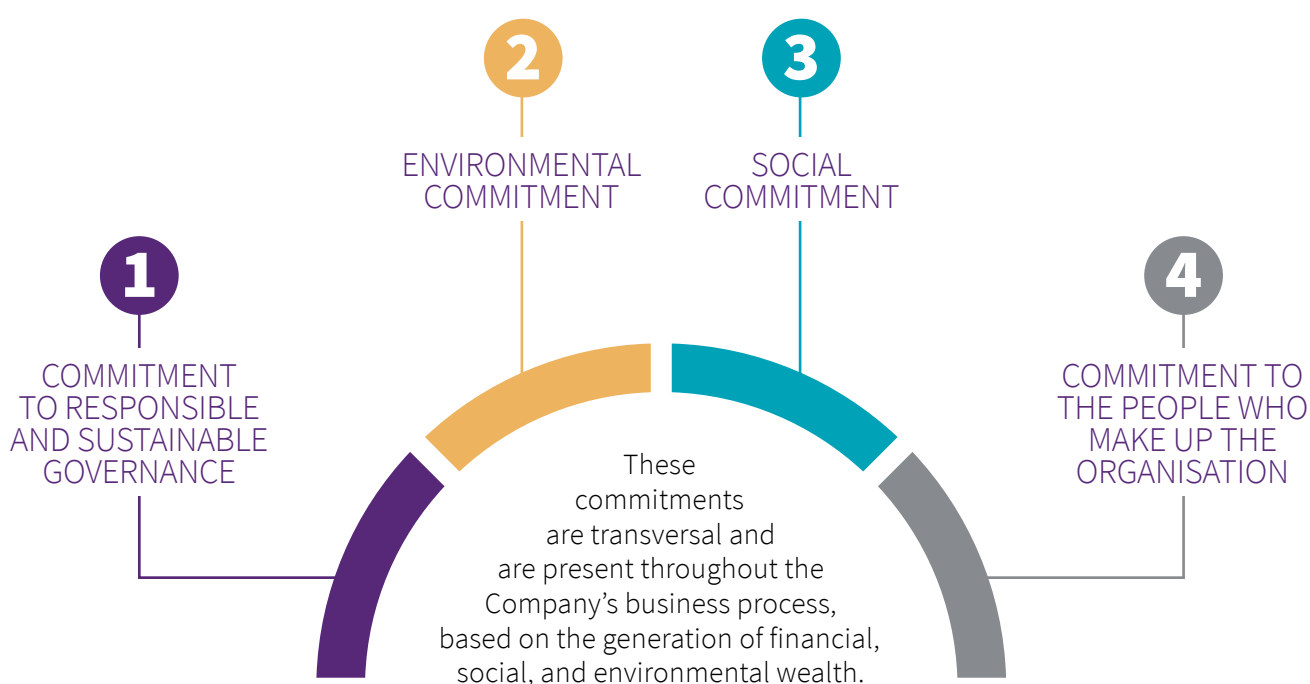 1
COMMITMENT
TO RESPONSIBLE
AND SUSTAINABLE
GOVERNANCE
2
ENVIRONMENTAL
COMMITMENT
3
SOCIAL
COMMITMENT
4
COMMITMENT TO
THE PEOPLE WHO
MAKE UP THE
ORGANISATION
These
commitments
are transversal and
are present throughout the
Company’s business process,
based on the generation of financial,
social, and environmental wealth.